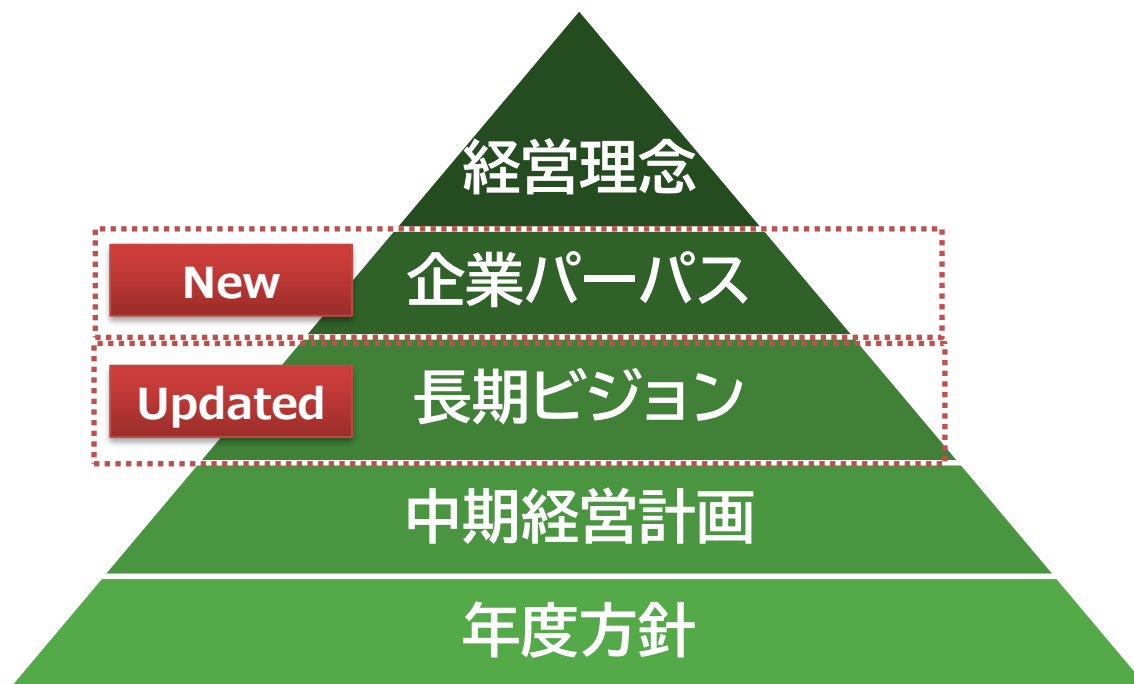 経営理念
New
企業パーパス
Updated
長期ビジョン
中期経営計画
年度方針